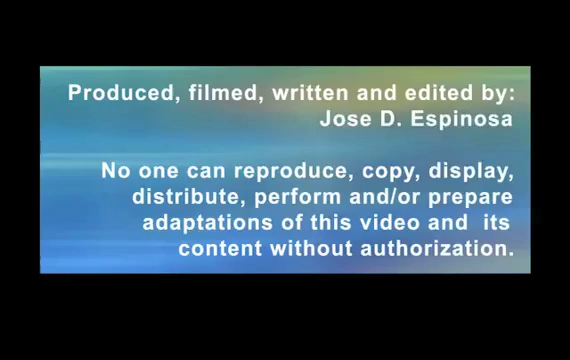 Produced, filmed, written and edited by:
Jose D. Espinosa
No one can reproduce, copy, display,
distribute, perform and/or prepare
adaptations of this video and its
content without authorization.